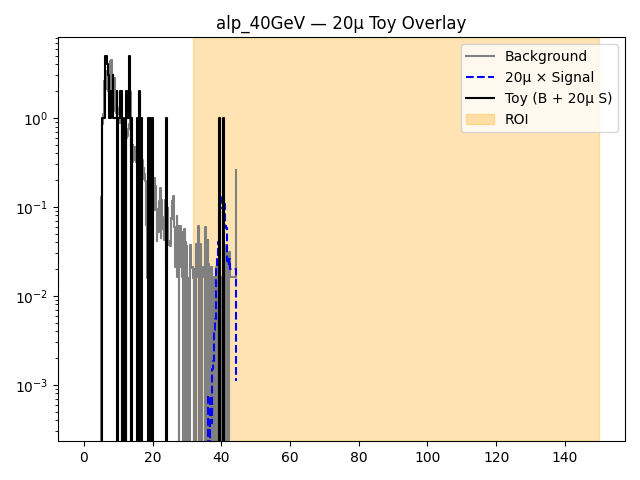 alp_40GeV — 20μ Toy Overlay
Background
20μ × Signal
Toy (B + 20μ S)
ROI
10⁰
10⁻¹
10⁻²
10⁻³
0 20 40 60 80 100 120 140